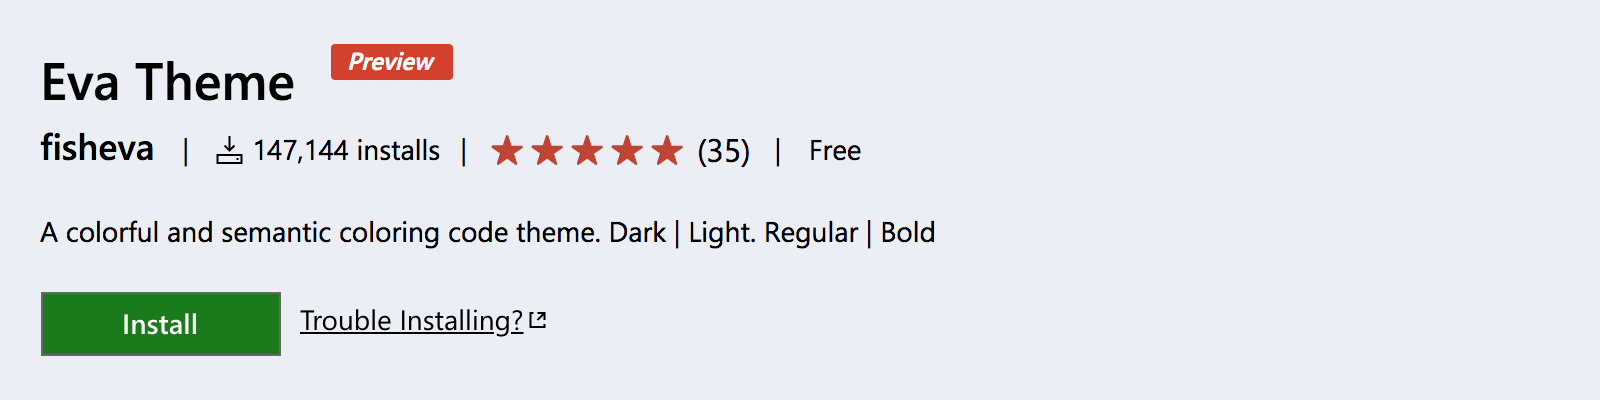 Eva Theme Preview
fisheva | 147,144 installs | (35) | Free
A colorful and semantic coloring code theme. Dark | Light. Regular | Bold
Install Trouble Installing?